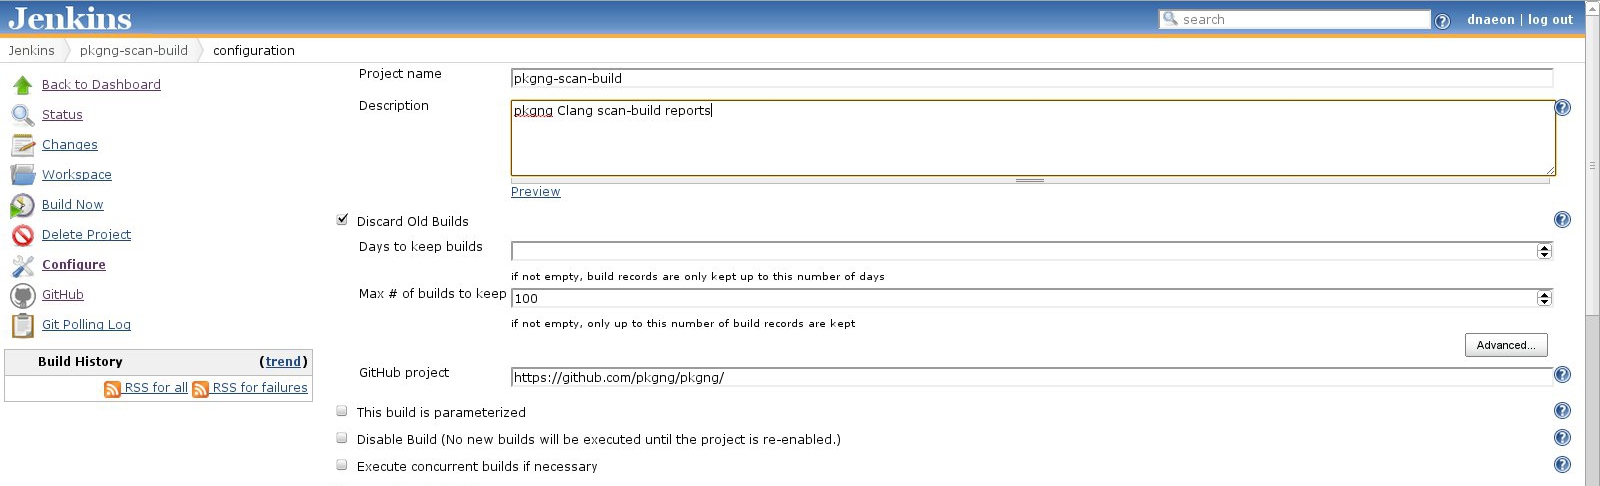 Jenkins
search
dnaeon | log out
Jenkins
pkgng-scan-build
configuration
Back to Dashboard
Status
Changes
Workspace
Build Now
Delete Project
Configure
GitHub
Git Polling Log
Build History (trend)
RSS for all RSS for failures
Project name pkgng-scan-build
Description pkgng Clang scan-build reports
Preview
Discard Old Builds
Days to keep builds
if not empty, build records are only kept up to this number of days
Max # of builds to keep 100
if not empty, only up to this number of build records are kept
Advanced...
GitHub project https://github.com/pkgng/pkgng/
This build is parameterized
Disable Build (No new builds will be executed until the project is re-enabled.)
Execute concurrent builds if necessary